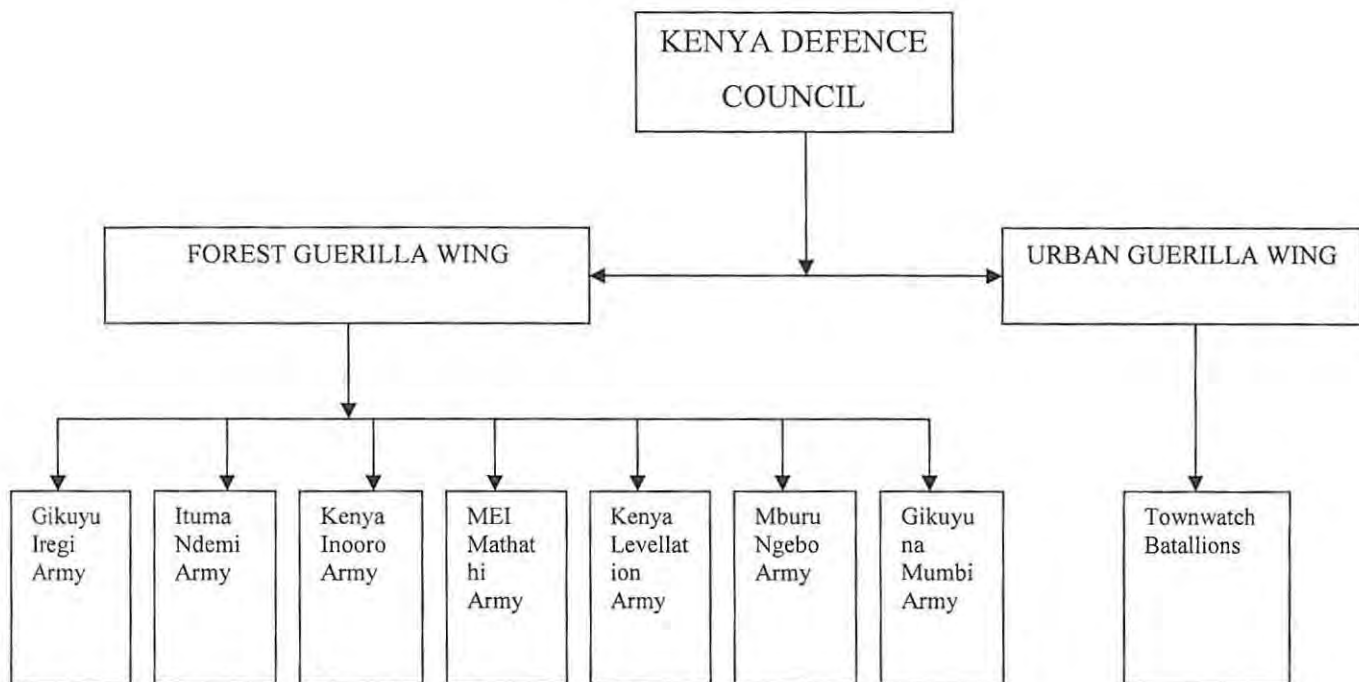 KENYA DEFENCE
COUNCIL
FOREST GUERILLA WING
URBAN GUERILLA WING
Gikuyu
Iregi
Army
Ituma
Ndemi
Army
Kenya
Inooro
Army
MEI
Mathat
hi
Army
Kenya
Levellat
ion
Army
Mburu
Ngebo
Army
Gikuyu
na
Mumbi
Army
Townwatch
Batallions